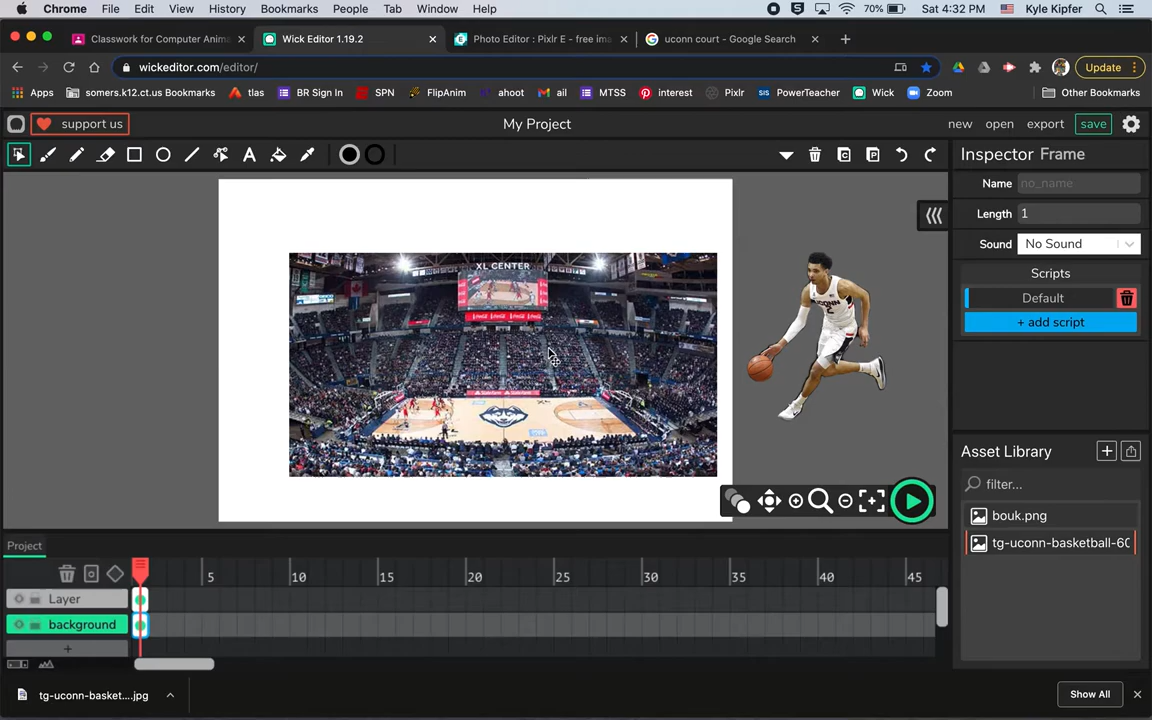 Chrome File Edit View History Bookmarks People Tab Window Help 70% Sat 4:32 PM Kyle Kipfer
Classwork for Computer Anima × Wick Editor 1.19.2 × Photo Editor : Pixlr E - free ima × uconn court - Google Search × +
wickeditor.com/editor/ Update
Apps somers.k12.ct.us Bookmarks tlas BR Sign In SPN FlipAnim ahoot ail MTSS interest Pixlr SIS PowerTeacher Wick Zoom Other Bookmarks
support us My Project new open export save
Inspector Frame
Name no_name
Length 1
Sound No Sound
Scripts
Default
+ add script
XL CENTER
UCONN
2
Asset Library
filter...
bouk.png
tg-uconn-basketball-60
Project
5 10 15 20 25 30 35 40 45
Layer
background
+
tg-uconn-basket....jpg Show All ×